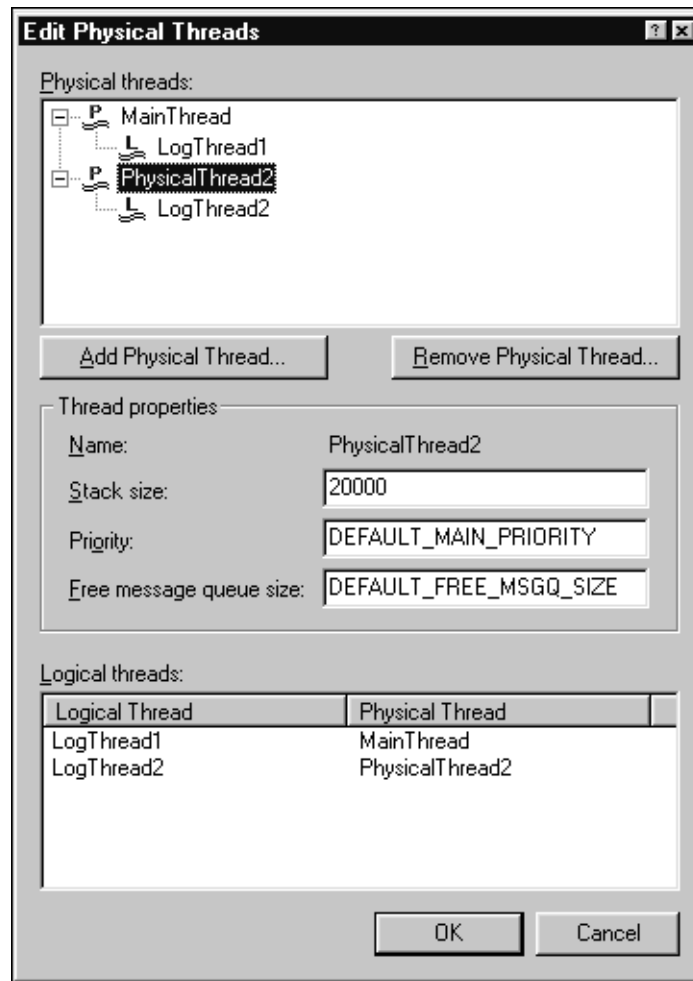 Edit Physical Threads
Physical threads:
P MainThread
L LogThread1
P PhysicalThread2
L LogThread2
Add Physical Thread... Remove Physical Thread...
Thread properties
Name: PhysicalThread2
Stack size: 20000
Priority: DEFAULT_MAIN_PRIORITY
Free message queue size: DEFAULT_FREE_MSGQ_SIZE
Logical threads:
Logical Thread Physical Thread
LogThread1 MainThread
LogThread2 PhysicalThread2
OK Cancel